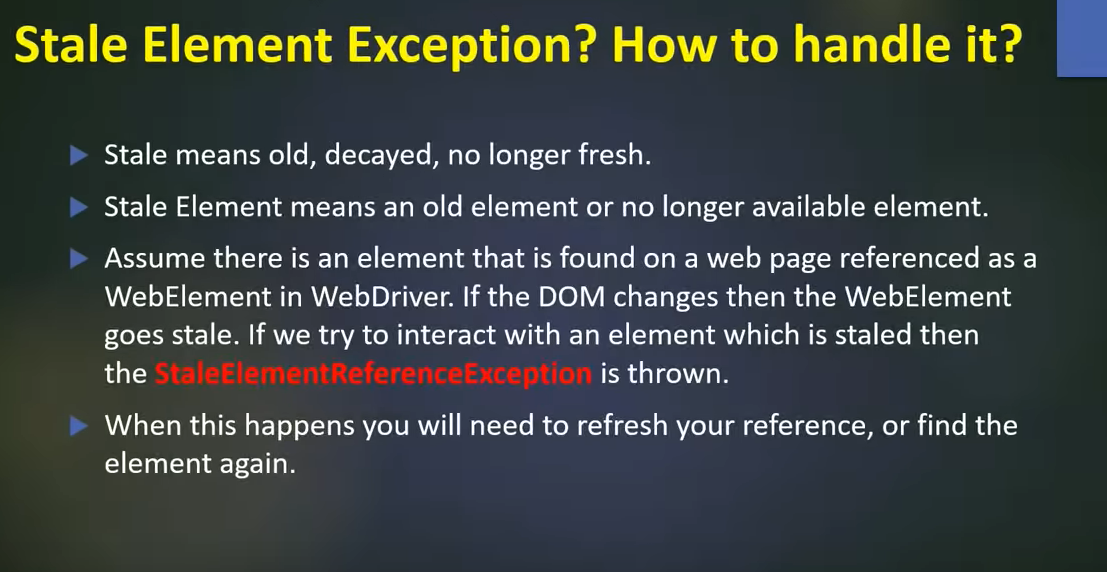 Stale Element Exception? How to handle it?
Stale means old, decayed, no longer fresh.
Stale Element means an old element or no longer available element.
Assume there is an element that is found on a web page referenced as a
WebElement in WebDriver. If the DOM changes then the WebElement
goes stale. If we try to interact with an element which is staled then
the StaleElementReferenceException is thrown.
When this happens you will need to refresh your reference, or find the
element again.